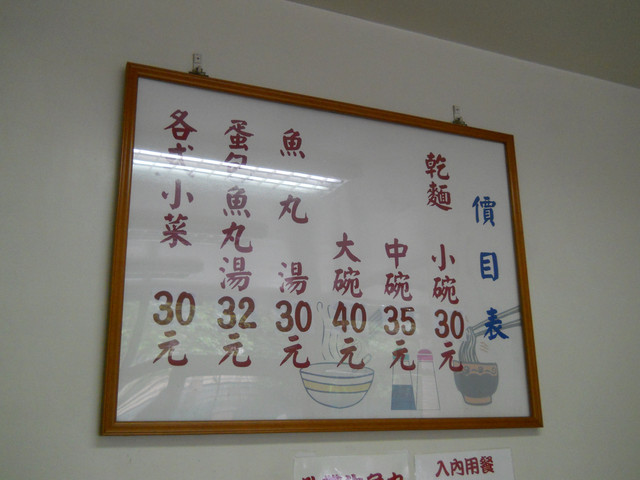 價目表
乾麵 小碗30元
中碗35元
大碗40元
魚丸湯30元
蛋包魚丸湯32元
各式小菜30元
入內用餐